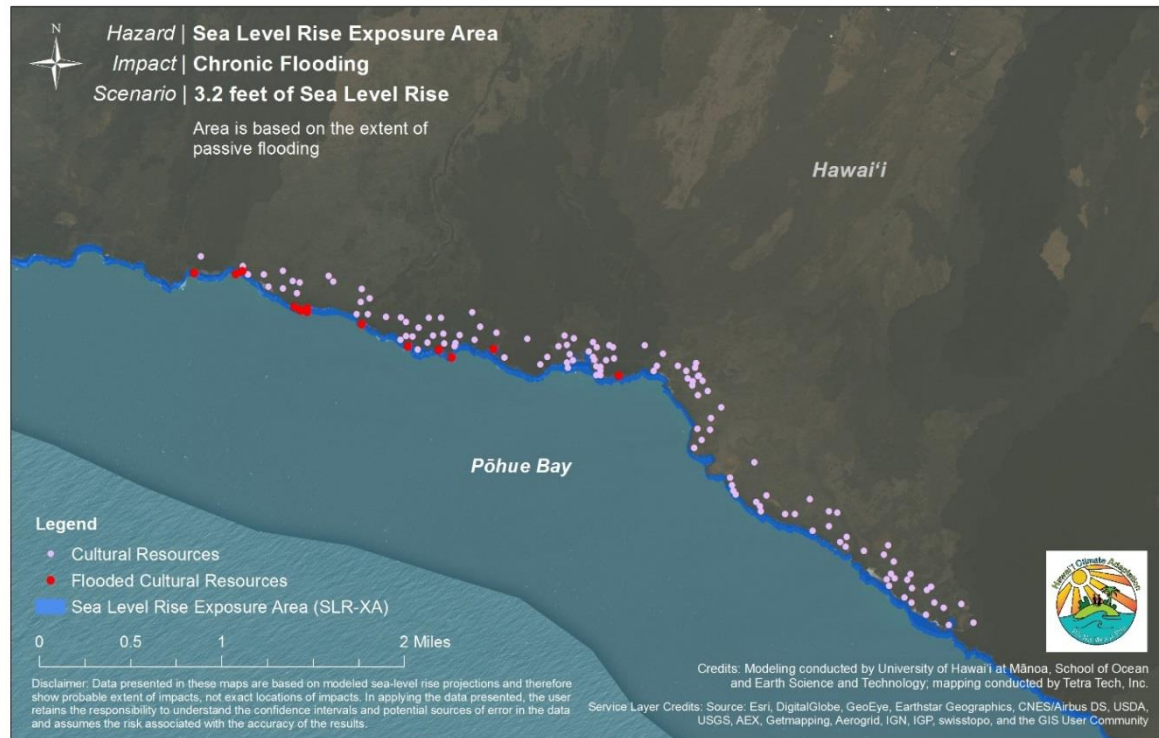 N
Hazard | Sea Level Rise Exposure Area
Impact | Chronic Flooding
Scenario | 3.2 feet of Sea Level Rise
Area is based on the extent of
passive flooding
Hawai‘i
Pōhue Bay
Legend
Cultural Resources
Flooded Cultural Resources
Sea Level Rise Exposure Area (SLR-XA)
0 0.5 1 2 Miles
Disclaimer: Data presented in these maps are based on modeled sea-level rise projections and therefore
show probable extent of impacts, not exact locations of impacts. In applying the data presented, the user
retains the responsibility to understand the confidence intervals and potential sources of error in the data
and assumes the risk associated with the accuracy of the results.
Hawai‘i Climate Adaptation
Credits: Modeling conducted by University of Hawai‘i at Mānoa, School of Ocean
and Earth Science and Technology; mapping conducted by Tetra Tech, Inc.
Service Layer Credits: Source: Esri, DigitalGlobe, GeoEye, Earthstar Geographics, CNES/Airbus DS, USDA,
USGS, AEX, Getmapping, Aerogrid, IGN, IGP, swisstopo, and the GIS User Community